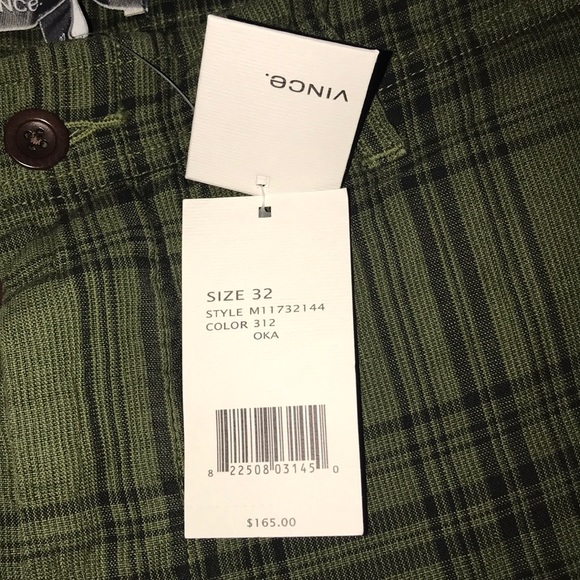 VINCE.
SIZE 32
STYLE M11732144
COLOR 312
OKA
8 22508 03145 0
$165.00